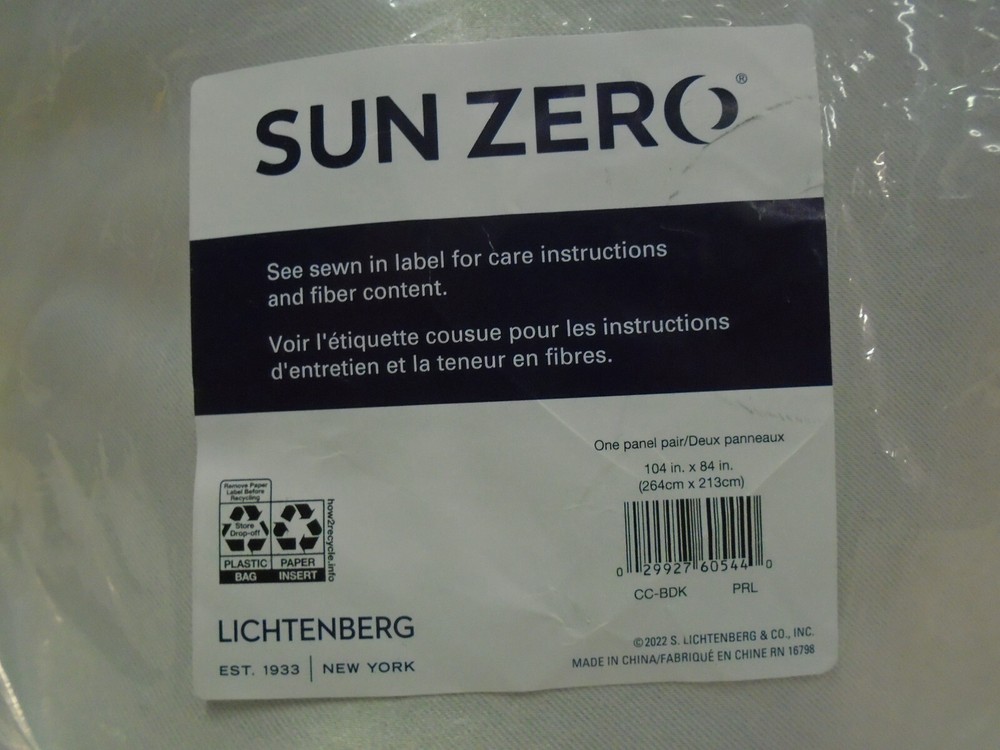 SUN ZERO®
See sewn in label for care instructions
and fiber content.
Voir l'étiquette cousue pour les instructions
d'entretien et la teneur en fibres.
One panel pair/Deux panneaux
104 in. x 84 in.
(264cm x 213cm)
0 29927 60544 0
CC-BDK PRL
Remove Paper
Label Before
Recycling
Store
Drop-off
PLASTIC PAPER
BAG INSERT
how2recycle.info
LICHTENBERG
EST. 1933 | NEW YORK
©2022 S. LICHTENBERG & CO., INC.
MADE IN CHINA/FABRIQUÉ EN CHINE RN 16798